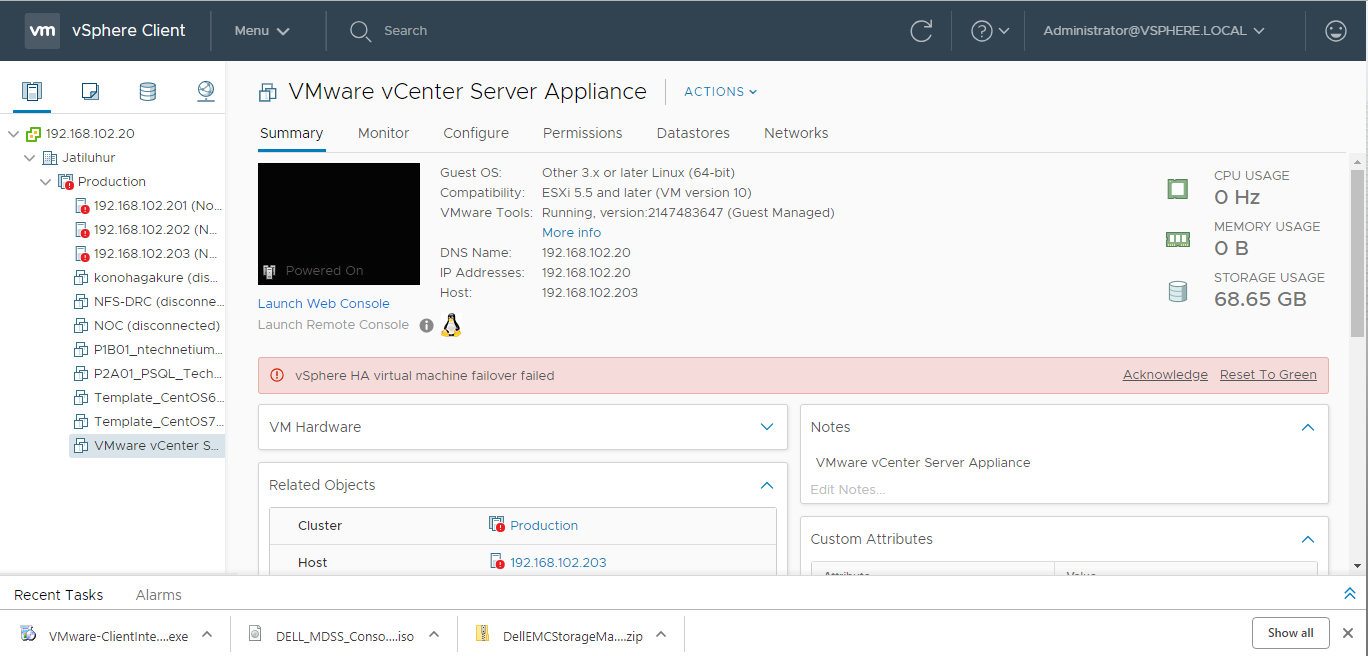 vm vSphere Client Menu Search Administrator@VSPHERE.LOCAL
192.168.102.20
Jatiluhur
Production
192.168.102.201 (No...
192.168.102.202 (N...
192.168.102.203 (N...
konohagakure (dis...
NFS-DRC (disconne...
NOC (disconnected)
P1B01_ntechnetium...
P2A01_PSQL_Tech...
Template_CentOS6...
Template_CentOS7...
VMware vCenter S...
VMware vCenter Server Appliance ACTIONS
Summary Monitor Configure Permissions Datastores Networks
Powered On
Launch Web Console
Launch Remote Console
Guest OS: Other 3.x or later Linux (64-bit)
Compatibility: ESXi 5.5 and later (VM version 10)
VMware Tools: Running, version:2147483647 (Guest Managed)
More info
DNS Name: 192.168.102.20
IP Addresses: 192.168.102.20
Host: 192.168.102.203
CPU USAGE
0 Hz
MEMORY USAGE
0 B
STORAGE USAGE
68.65 GB
vSphere HA virtual machine failover failed Acknowledge Reset To Green
VM Hardware
Related Objects
Cluster Production
Host 192.168.102.203
Notes
VMware vCenter Server Appliance
Edit Notes...
Custom Attributes
Attribute Value
Recent Tasks Alarms
VMware-ClientInte....exe DELL_MDSS_Conso....iso DellEMCStorageMa....zip Show all